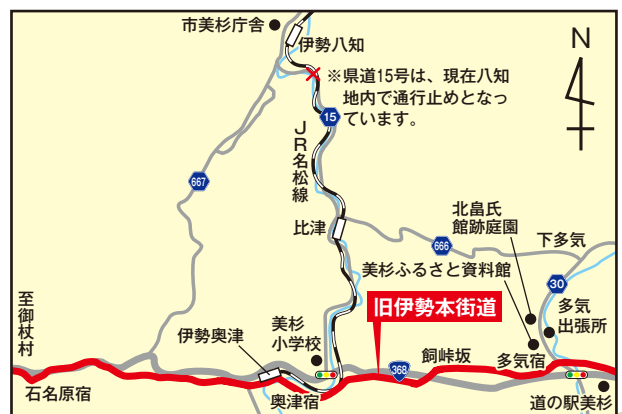 市美杉庁舎
伊勢八知
N
※県道15号は、現在八知
地内で通行止めとなっ
ています。
15
JR名松線
667
比津
北畠氏
館跡庭園
下多気
666
美杉ふるさと資料館
30
至御杖村
旧伊勢本街道
多気
出張所
伊勢奥津
美杉
小学校
368
飼峠坂
多気宿
石名原宿
奥津宿
道の駅美杉